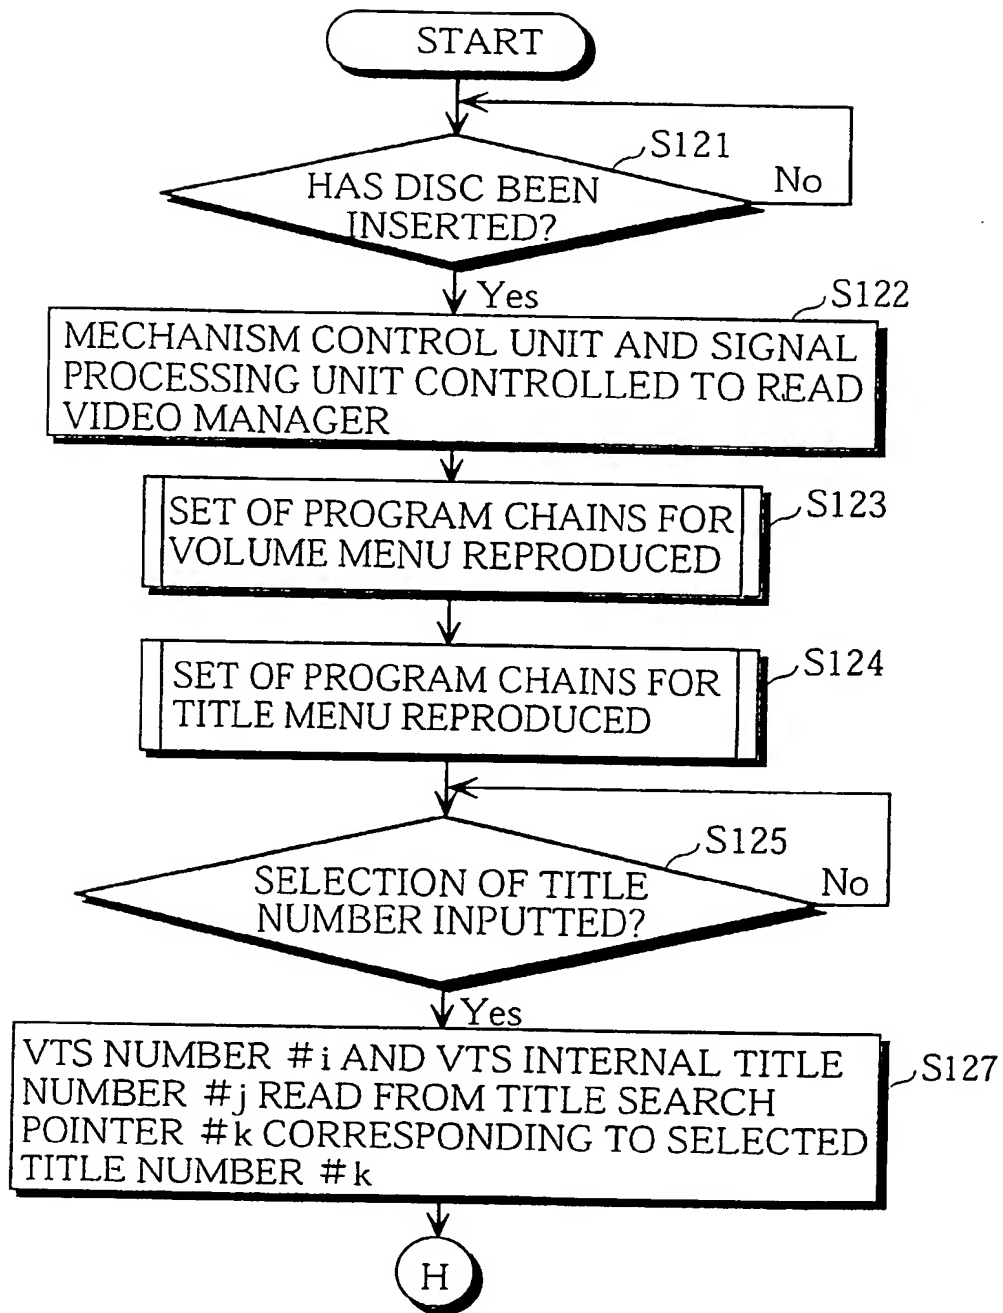 START
S121
HAS DISC BEEN
INSERTED?
No
Yes
S122
MECHANISM CONTROL UNIT AND SIGNAL
PROCESSING UNIT CONTROLLED TO READ
VIDEO MANAGER
S123
SET OF PROGRAM CHAINS FOR
VOLUME MENU REPRODUCED
S124
SET OF PROGRAM CHAINS FOR
TITLE MENU REPRODUCED
S125
SELECTION OF TITLE
NUMBER INPUTTED?
No
Yes
S127
VTS NUMBER #i AND VTS INTERNAL TITLE
NUMBER #j READ FROM TITLE SEARCH
POINTER #k CORRESPONDING TO SELECTED
TITLE NUMBER #k
H